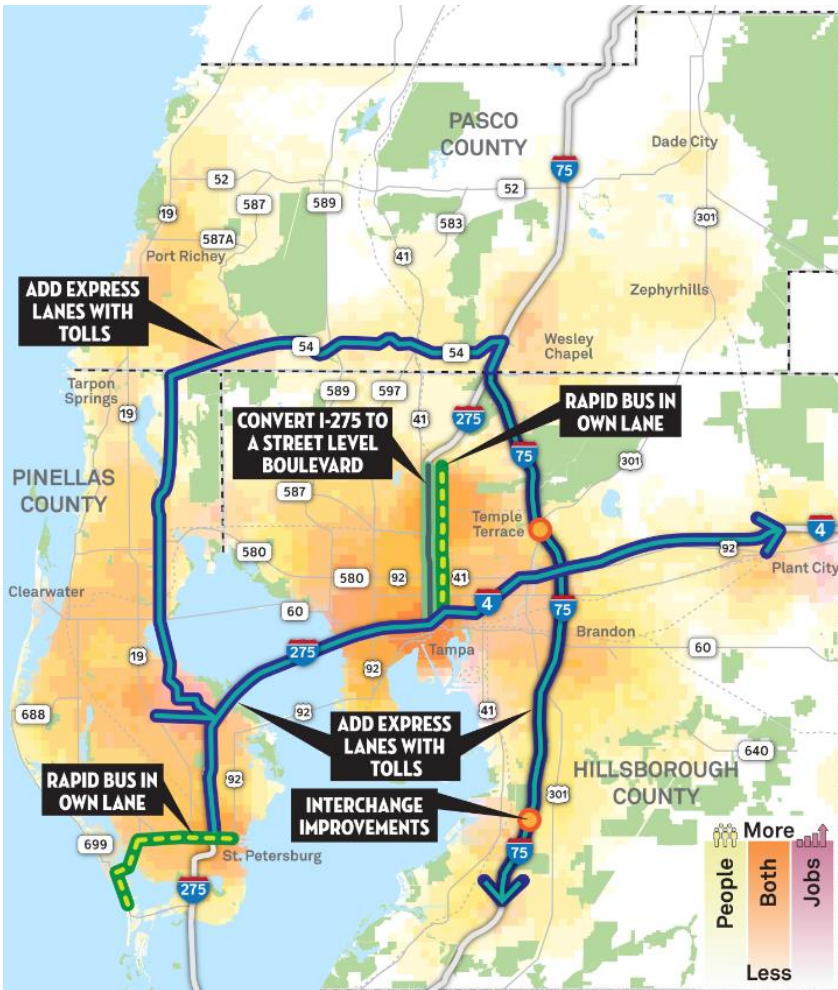 PASCO
COUNTY
Dade City
75
52
19
587
589
52
301
587A
583
41
Port Richey
ADD EXPRESS
LANES WITH
TOLLS
Zephyrhills
54
54
Wesley
Chapel
Tarpon
Springs
589
597
19
41
275
CONVERT I-275 TO
A STREET LEVEL
BOULEVARD
RAPID BUS IN
OWN LANE
75
301
PINELLAS
COUNTY
587
Temple
Terrace
4
92
580
580
92
41
Plant City
Clearwater
60
4
75
Brandon
19
275
Tampa
60
92
688
92
41
ADD EXPRESS
LANES WITH
TOLLS
640
HILLSBOROUGH
COUNTY
RAPID BUS IN
OWN LANE
92
INTERCHANGE
IMPROVEMENTS
301
699
St. Petersburg
75
275
More
People
Both
Jobs
Less